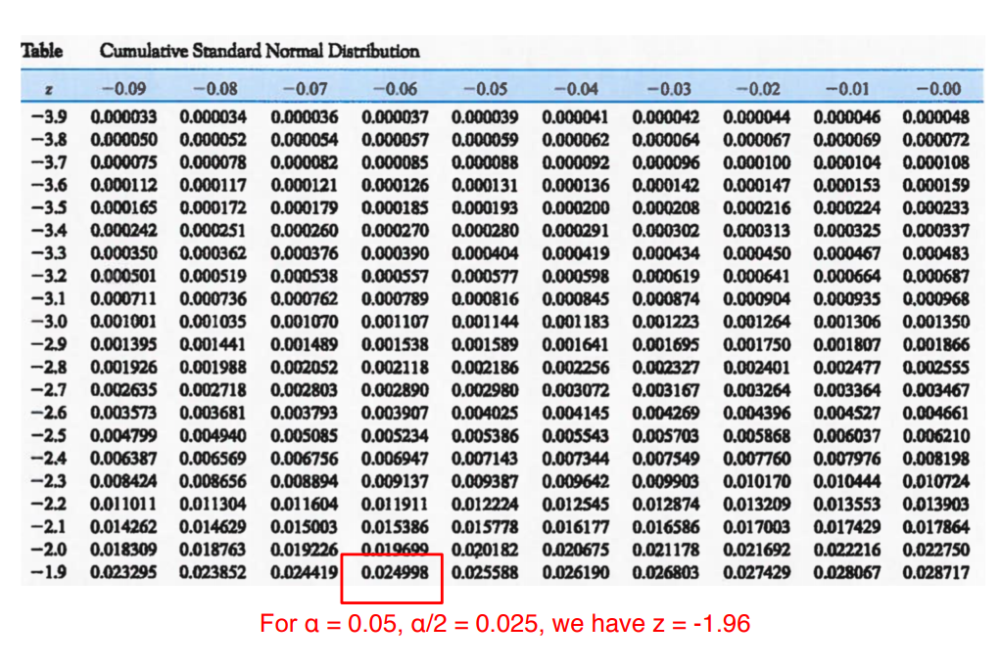 Table Cumulative Standard Normal Distribution
z −0.09 −0.08 −0.07 −0.06 −0.05 −0.04 −0.03 −0.02 −0.01 −0.00
−3.9 0.000033 0.000034 0.000036 0.000037 0.000039 0.000041 0.000042 0.000044 0.000046 0.000048
−3.8 0.000050 0.000052 0.000054 0.000057 0.000059 0.000062 0.000064 0.000067 0.000069 0.000072
−3.7 0.000075 0.000078 0.000082 0.000085 0.000088 0.000092 0.000096 0.000100 0.000104 0.000108
−3.6 0.000112 0.000117 0.000121 0.000126 0.000131 0.000136 0.000142 0.000147 0.000153 0.000159
−3.5 0.000165 0.000172 0.000179 0.000185 0.000193 0.000200 0.000208 0.000216 0.000224 0.000233
−3.4 0.000242 0.000251 0.000260 0.000270 0.000280 0.000291 0.000302 0.000313 0.000325 0.000337
−3.3 0.000350 0.000362 0.000376 0.000390 0.000404 0.000419 0.000434 0.000450 0.000467 0.000483
−3.2 0.000501 0.000519 0.000538 0.000557 0.000577 0.000598 0.000619 0.000641 0.000664 0.000687
−3.1 0.000711 0.000736 0.000762 0.000789 0.000816 0.000845 0.000874 0.000904 0.000935 0.000968
−3.0 0.001001 0.001035 0.001070 0.001107 0.001144 0.001183 0.001223 0.001264 0.001306 0.001350
−2.9 0.001395 0.001441 0.001489 0.001538 0.001589 0.001641 0.001695 0.001750 0.001807 0.001866
−2.8 0.001926 0.001988 0.002052 0.002118 0.002186 0.002256 0.002327 0.002401 0.002477 0.002555
−2.7 0.002635 0.002718 0.002803 0.002890 0.002980 0.003072 0.003167 0.003264 0.003364 0.003467
−2.6 0.003573 0.003681 0.003793 0.003907 0.004025 0.004145 0.004269 0.004396 0.004527 0.004661
−2.5 0.004799 0.004940 0.005085 0.005234 0.005386 0.005543 0.005703 0.005868 0.006037 0.006210
−2.4 0.006387 0.006569 0.006756 0.006947 0.007143 0.007344 0.007549 0.007760 0.007976 0.008198
−2.3 0.008424 0.008656 0.008894 0.009137 0.009387 0.009642 0.009903 0.010170 0.010444 0.010724
−2.2 0.011011 0.011304 0.011604 0.011911 0.012224 0.012545 0.012874 0.013209 0.013553 0.013903
−2.1 0.014262 0.014629 0.015003 0.015386 0.015778 0.016177 0.016586 0.017003 0.017429 0.017864
−2.0 0.018309 0.018763 0.019226 0.019699 0.020182 0.020675 0.021178 0.021692 0.022216 0.022750
−1.9 0.023295 0.023852 0.024419 0.024998 0.025588 0.026190 0.026803 0.027429 0.028067 0.028717
For α = 0.05, α/2 = 0.025, we have z = -1.96